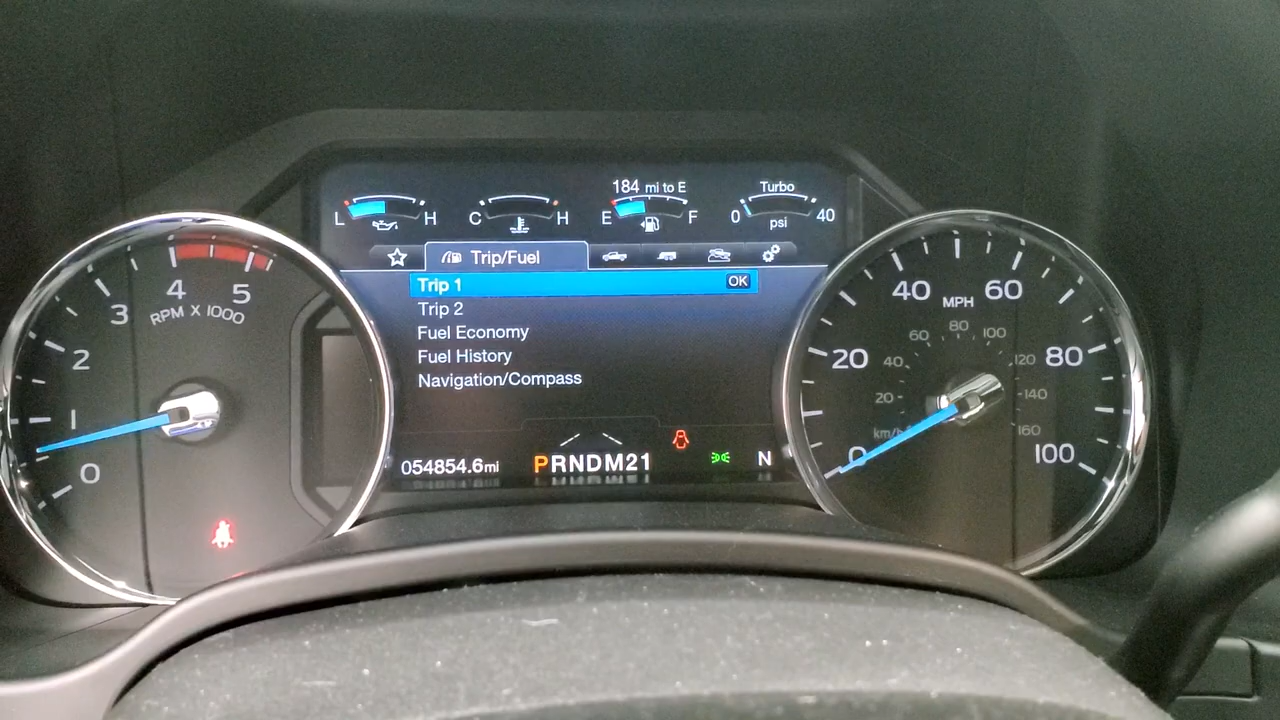 184 mi to E
Turbo
L H
C H
E F
0 40
psi
Trip/Fuel
Trip 1 OK
Trip 2
Fuel Economy
Fuel History
Navigation/Compass
054854.6mi
PRNDM21
N
0
1
2
3
4
5
RPM X 1000
0
20
40
60
80
100
MPH
km/h
20
40
60
80
100
120
140
160